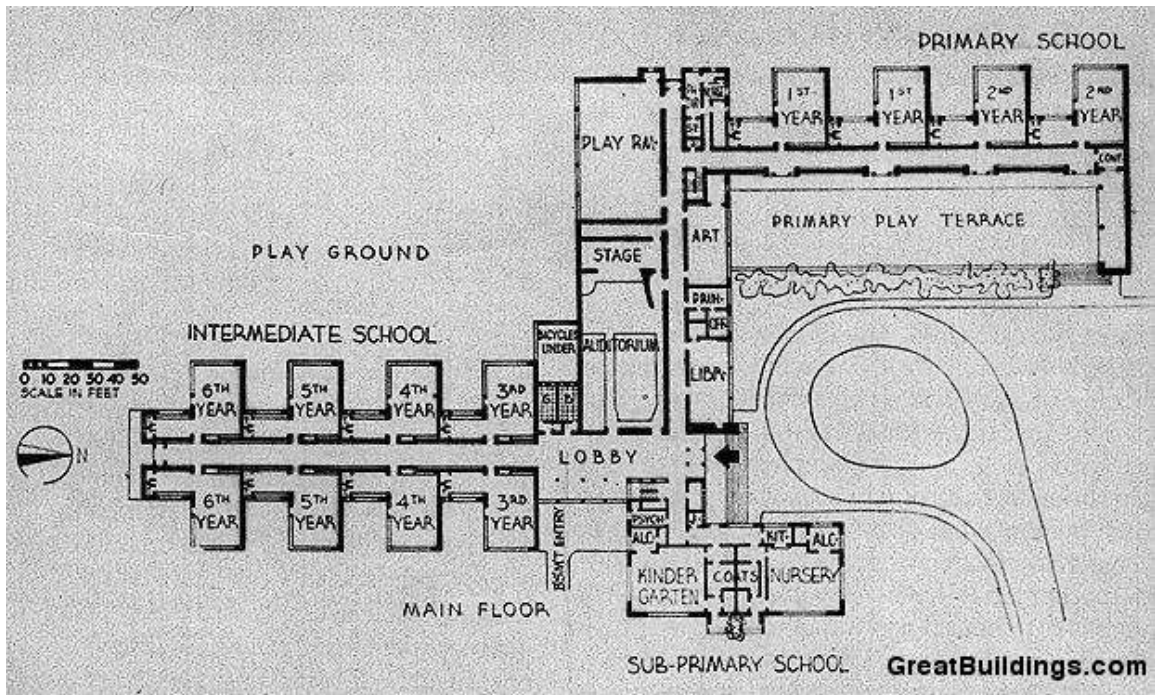 PRIMARY SCHOOL
1ST YEAR
1ST YEAR
2ND YEAR
2ND YEAR
PLAY RM.
CONF.
PRIMARY PLAY TERRACE
ART
STAGE
PLAY GROUND
OFF.
INTERMEDIATE SCHOOL
BICYCLES UNDER
AUDITORIUM
LIBR.
0 10 20 30 40 50
SCALE IN FEET
6TH YEAR
5TH YEAR
4TH YEAR
3RD YEAR
G. B.
N
LOBBY
6TH YEAR
5TH YEAR
4TH YEAR
3RD YEAR
PSYCH
BSM'T ENTRY
ALC.
KIT.
ALC.
KINDER GARTEN
COATS
NURSERY
MAIN FLOOR
SUB-PRIMARY SCHOOL
GreatBuildings.com